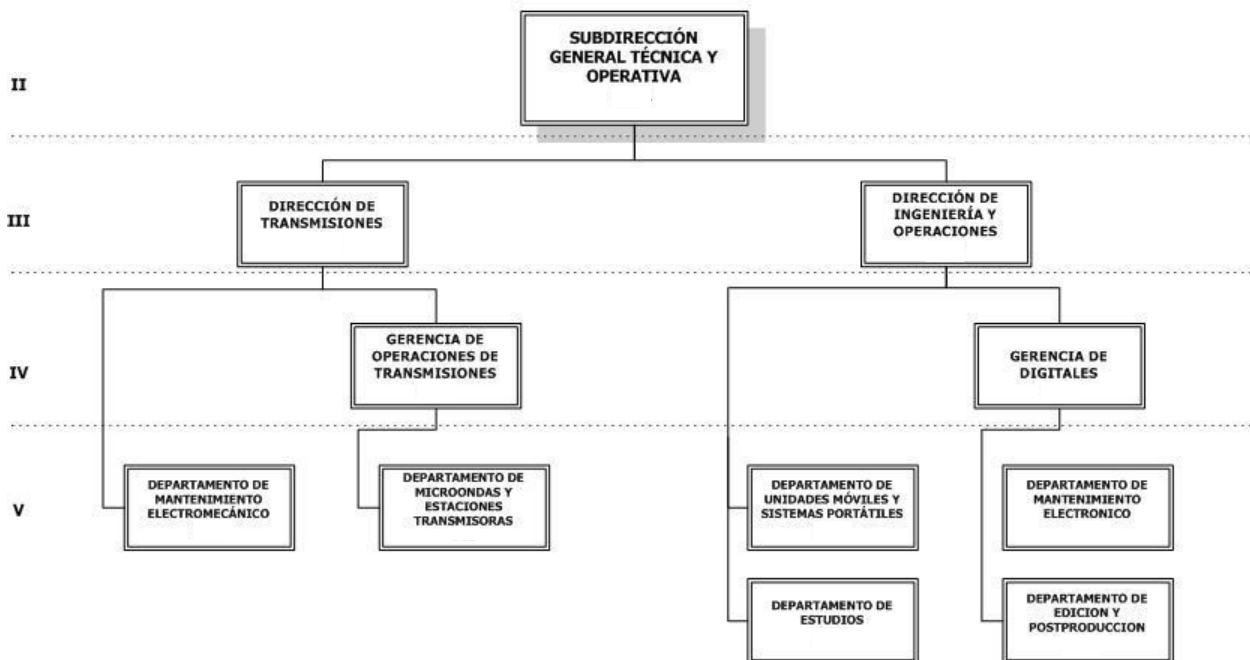 SUBDIRECCIÓN
GENERAL TÉCNICA Y
OPERATIVA
II
DIRECCIÓN DE
TRANSMISIONES
DIRECCIÓN DE
INGENIERÍA Y
OPERACIONES
III
GERENCIA DE
OPERACIONES DE
TRANSMISIONES
GERENCIA DE
DIGITALES
IV
DEPARTAMENTO DE
MANTENIMIENTO
ELECTROMECÁNICO
DEPARTAMENTO DE
MICROONDAS Y
ESTACIONES
TRANSMISORAS
DEPARTAMENTO DE
UNIDADES MÓVILES Y
SISTEMAS PORTÁTILES
DEPARTAMENTO DE
MANTENIMIENTO
ELECTRONICO
V
DEPARTAMENTO DE
ESTUDIOS
DEPARTAMENTO DE
EDICION Y
POSTPRODUCCION